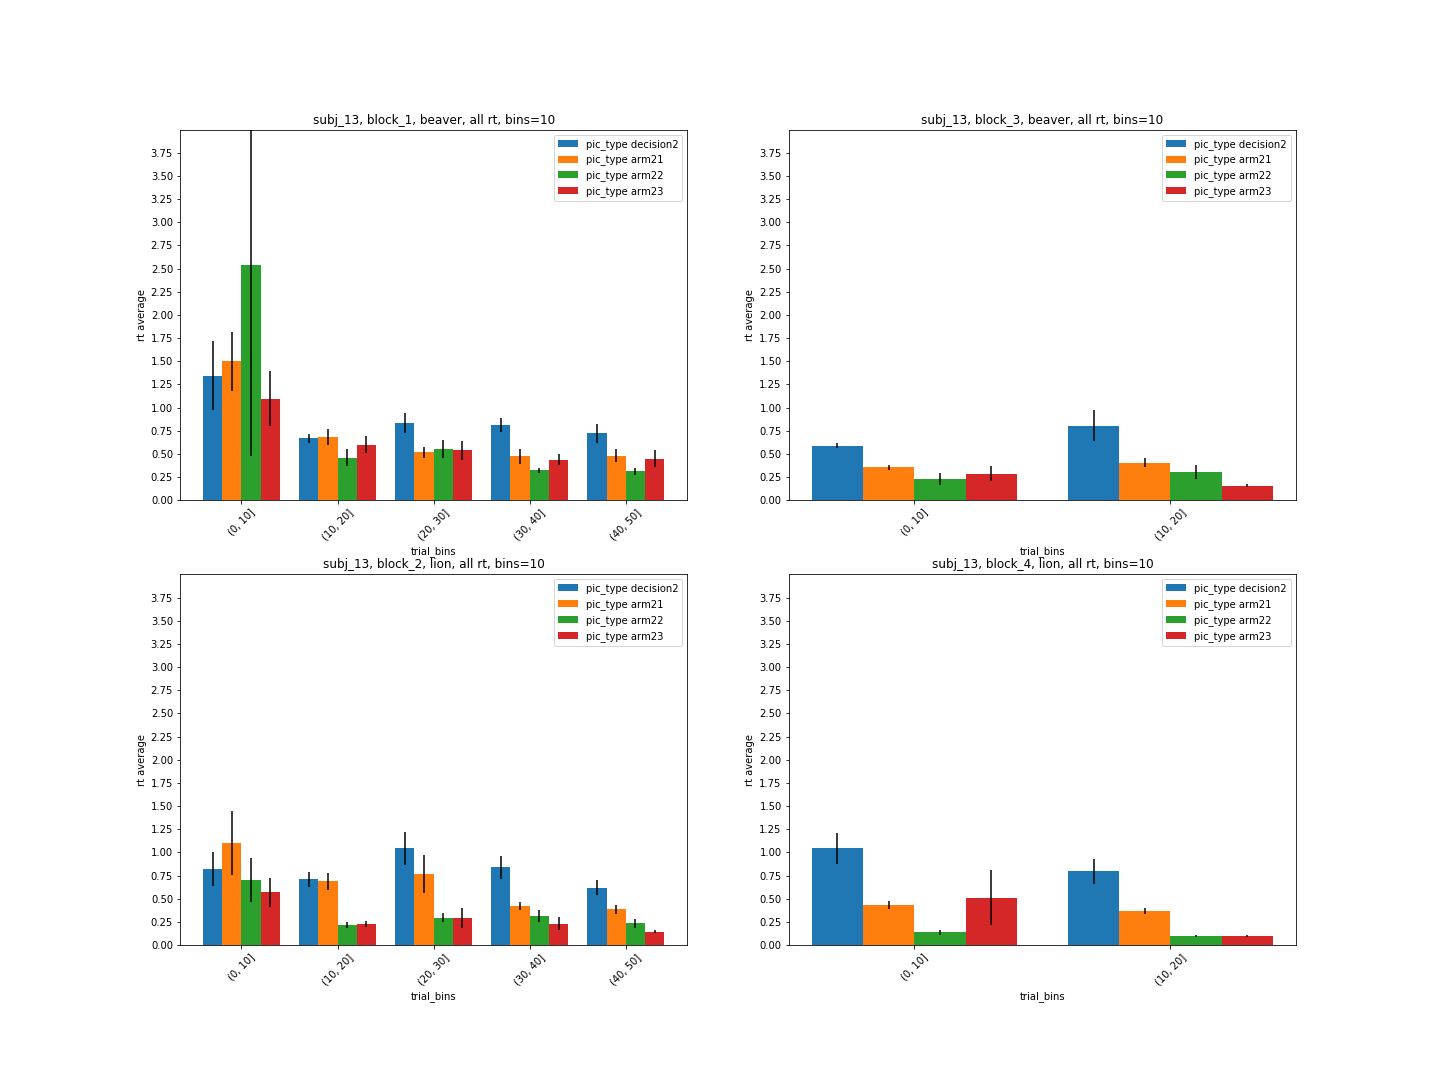 subj_13, block_1, beaver, all rt, bins=10
pic_type decision2
pic_type arm21
pic_type arm22
pic_type arm23
3.75
3.50
3.25
3.00
2.75
2.50
2.25
2.00
1.75
1.50
1.25
1.00
0.75
0.50
0.25
0.00
rt average
(0, 10]
(10, 20]
(20, 30]
(30, 40]
(40, 50]
trial_bins
subj_13, block_3, beaver, all rt, bins=10
pic_type decision2
pic_type arm21
pic_type arm22
pic_type arm23
3.75
3.50
3.25
3.00
2.75
2.50
2.25
2.00
1.75
1.50
1.25
1.00
0.75
0.50
0.25
0.00
rt average
(0, 10]
(10, 20]
trial_bins
subj_13, block_2, lion, all rt, bins=10
pic_type decision2
pic_type arm21
pic_type arm22
pic_type arm23
3.75
3.50
3.25
3.00
2.75
2.50
2.25
2.00
1.75
1.50
1.25
1.00
0.75
0.50
0.25
0.00
rt average
(0, 10]
(10, 20]
(20, 30]
(30, 40]
(40, 50]
trial_bins
subj_13, block_4, lion, all rt, bins=10
pic_type decision2
pic_type arm21
pic_type arm22
pic_type arm23
3.75
3.50
3.25
3.00
2.75
2.50
2.25
2.00
1.75
1.50
1.25
1.00
0.75
0.50
0.25
0.00
rt average
(0, 10]
(10, 20]
trial_bins